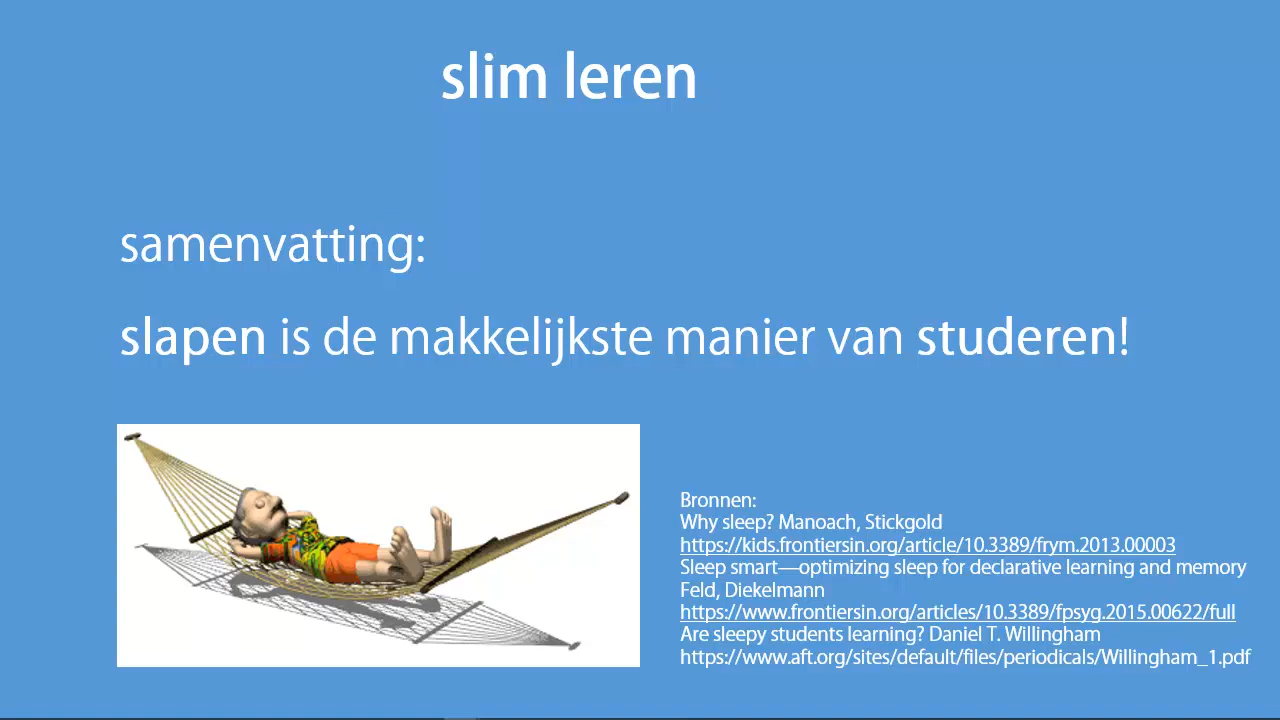 slim leren
samenvatting:
slapen is de makkelijkste manier van studeren!
Bronnen:
Why sleep? Manoach, Stickgold
https://kids.frontiersin.org/article/10.3389/frym.2013.00003
Sleep smart—optimizing sleep for declarative learning and memory
Feld, Diekelmann
https://www.frontiersin.org/articles/10.3389/fpsyg.2015.00622/full
Are sleepy students learning? Daniel T. Willingham
https://www.aft.org/sites/default/files/periodicals/Willingham_1.pdf